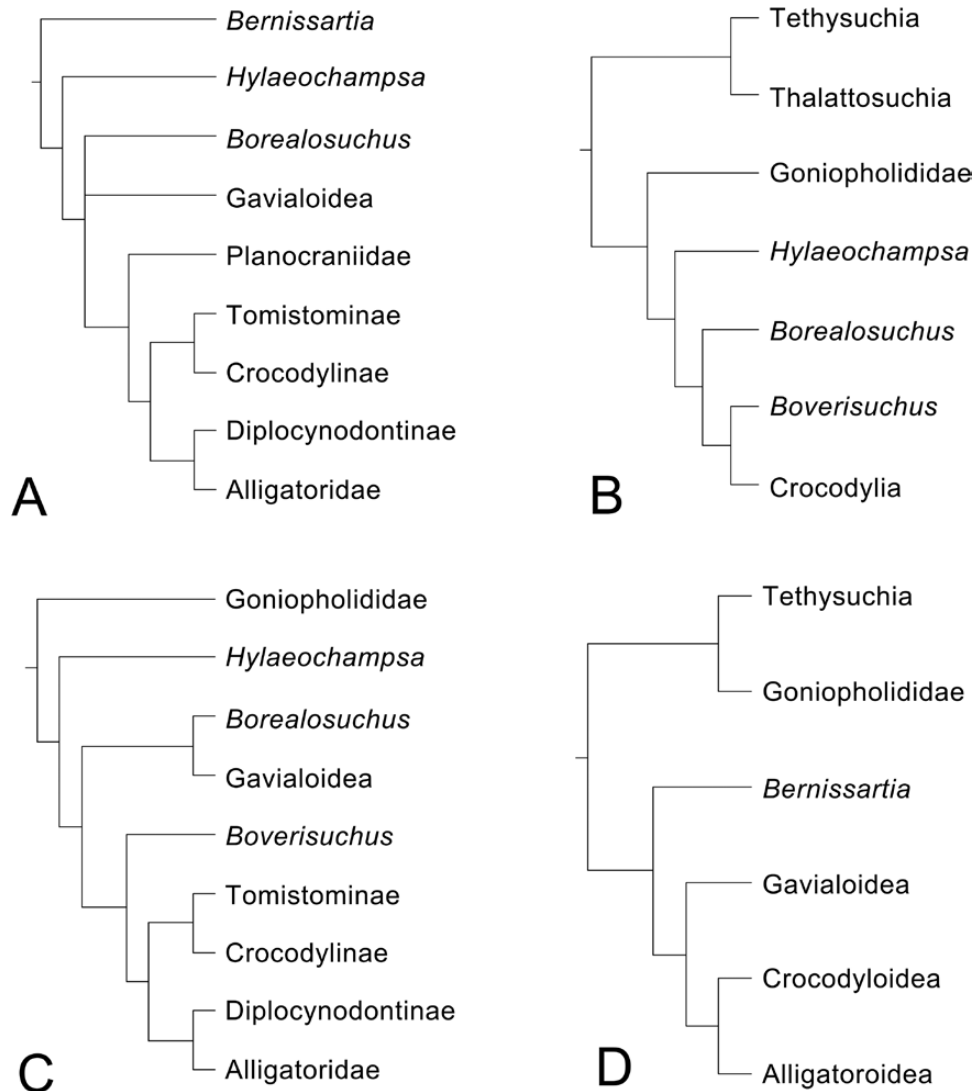 Bernissartia
Hylaeochampsa
Borealosuchus
Gavialoidea
Planocraniidae
Tomistominae
Crocodylinae
Diplocynodontinae
Alligatoridae
A
Tethysuchia
Thalattosuchia
Goniopholididae
Hylaeochampsa
Borealosuchus
Boverisuchus
Crocodylia
B
Goniopholididae
Hylaeochampsa
Borealosuchus
Gavialoidea
Boverisuchus
Tomistominae
Crocodylinae
Diplocynodontinae
Alligatoridae
C
Tethysuchia
Goniopholididae
Bernissartia
Gavialoidea
Crocodyloidea
Alligatoroidea
D